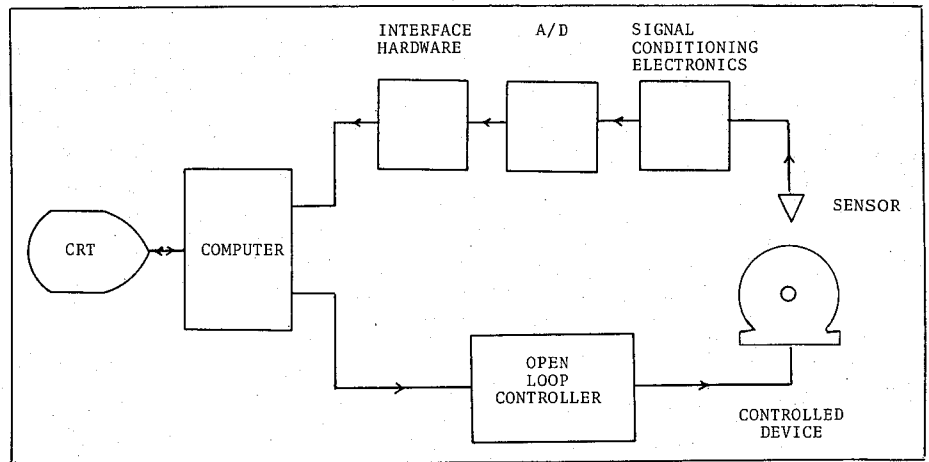 INTERFACE
HARDWARE
A/D
SIGNAL
CONDITIONING
ELECTRONICS
SENSOR
CRT
COMPUTER
OPEN
LOOP
CONTROLLER
CONTROLLED
DEVICE